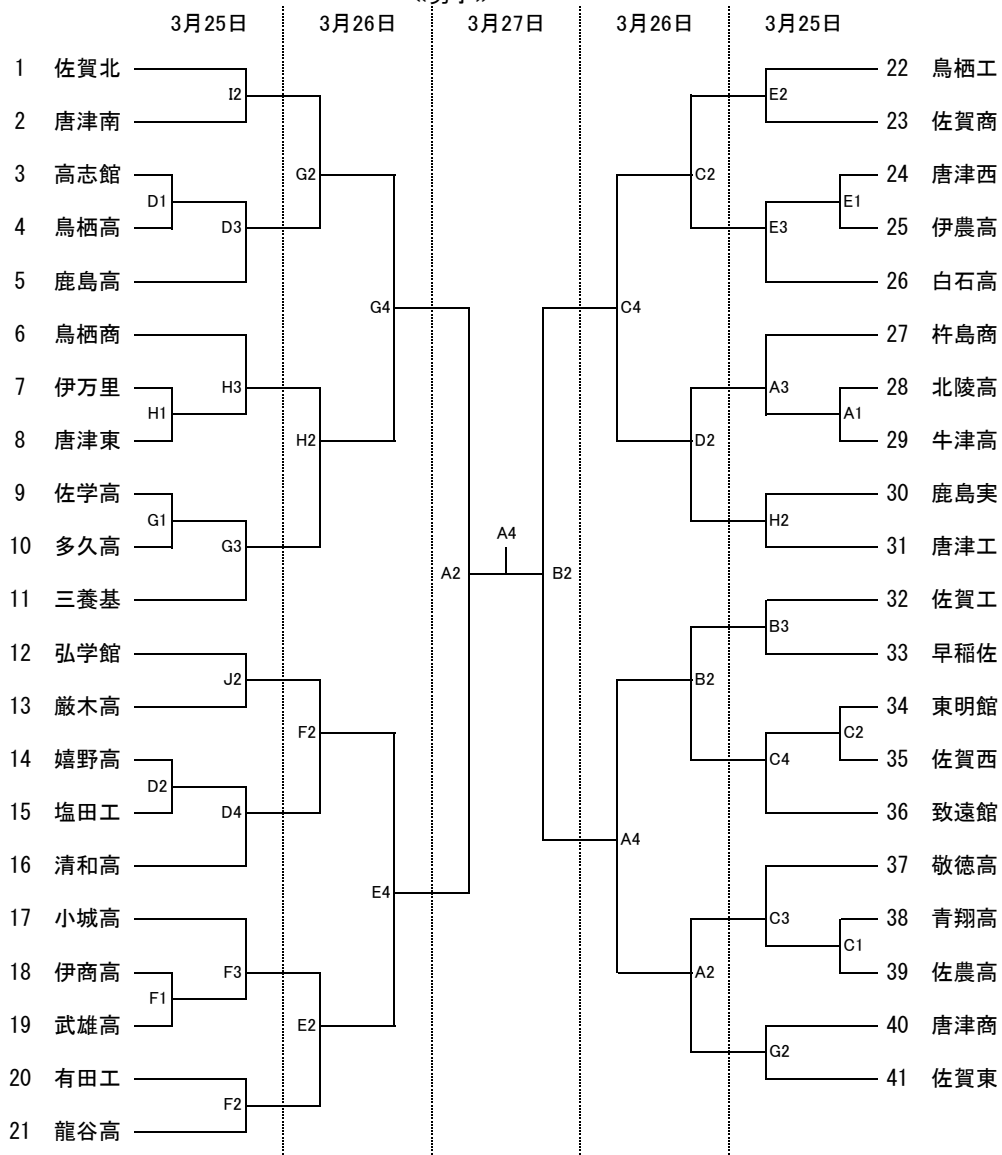 3月25日 3月26日 3月27日 3月26日 3月25日
1 佐賀北 22 鳥栖工
I2 E2
2 唐津南 23 佐賀商
3 高志館 G2 C2 24 唐津西
D1 E1
4 鳥栖高 D3 E3 25 伊農高
5 鹿島高 26 白石高
G4 C4
6 鳥栖商 27 杵島商
7 伊万里 H3 A3 28 北陵高
H1 A1
8 唐津東 H2 D2 29 牛津高
9 佐学高 30 鹿島実
G1 H2
10 多久高 G3 A4 31 唐津工
A2 B2
11 三養基 32 佐賀工
B3
12 弘学館 33 早稲佐
J2 B2
13 厳木高 34 東明館
F2 C2
14 嬉野高 35 佐賀西
D2 C4
15 塩田工 D4 36 致遠館
A4
16 清和高 37 敬徳高
E4
17 小城高 C3 38 青翔高
C1
18 伊商高 F3 A2 39 佐農高
F1
19 武雄高 E2 40 唐津商
G2
20 有田工 41 佐賀東
F2
21 龍谷高